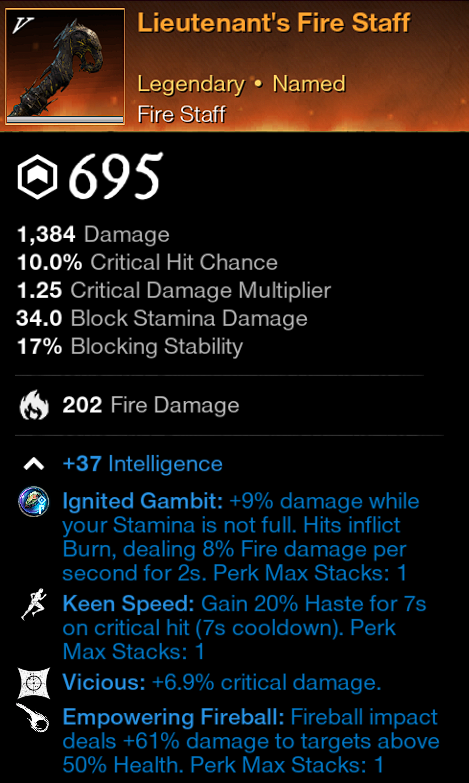 V
Lieutenant's Fire Staff
Legendary • Named
Fire Staff
695
1,384 Damage
10.0% Critical Hit Chance
1.25 Critical Damage Multiplier
34.0 Block Stamina Damage
17% Blocking Stability
202 Fire Damage
+37 Intelligence
Ignited Gambit: +9% damage while
your Stamina is not full. Hits inflict
Burn, dealing 8% Fire damage per
second for 2s. Perk Max Stacks: 1
Keen Speed: Gain 20% Haste for 7s
on critical hit (7s cooldown). Perk
Max Stacks: 1
Vicious: +6.9% critical damage.
Empowering Fireball: Fireball impact
deals +61% damage to targets above
50% Health. Perk Max Stacks: 1